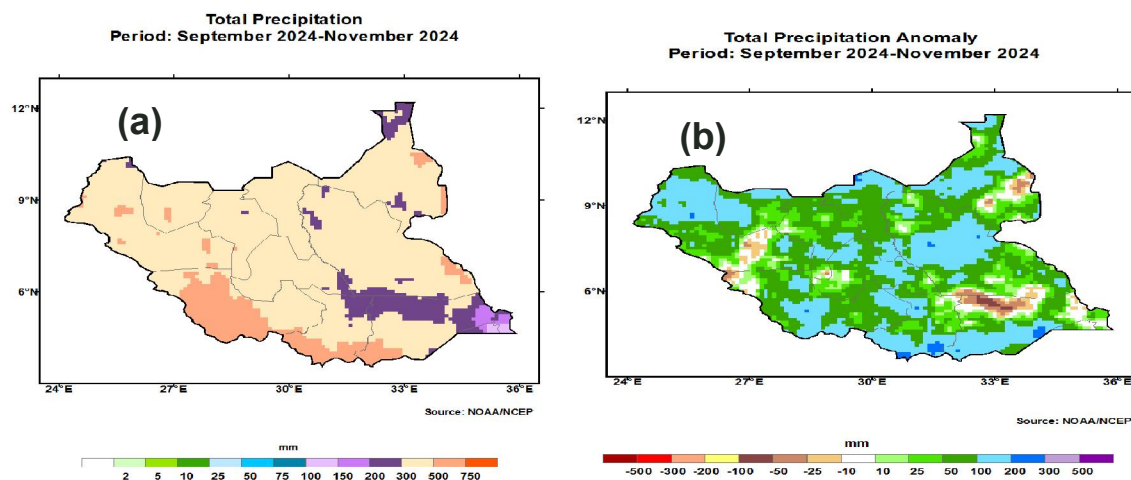 Total Precipitation
Period: September 2024-November 2024
(a)
12°N
9°N
6°N
24°E 27°E 30°E 33°E 36°E
Source: NOAA/NCEP
mm
2 5 10 25 50 75 100 150 200 300 500 750
Total Precipitation Anomaly
Period: September 2024-November 2024
(b)
12°N
9°N
6°N
24°E 27°E 30°E 33°E 36°E
Source: NOAA/NCEP
mm
-500 -300 -200 -100 -50 -25 -10 10 25 50 100 200 300 500